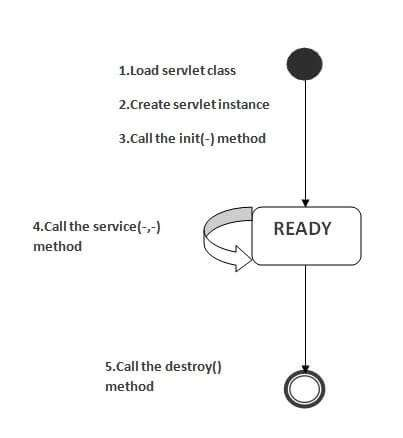 1.Load servlet class
2.Create servlet instance
3.Call the init(-) method
READY
4.Call the service(-,-)
method
5.Call the destroy()
method